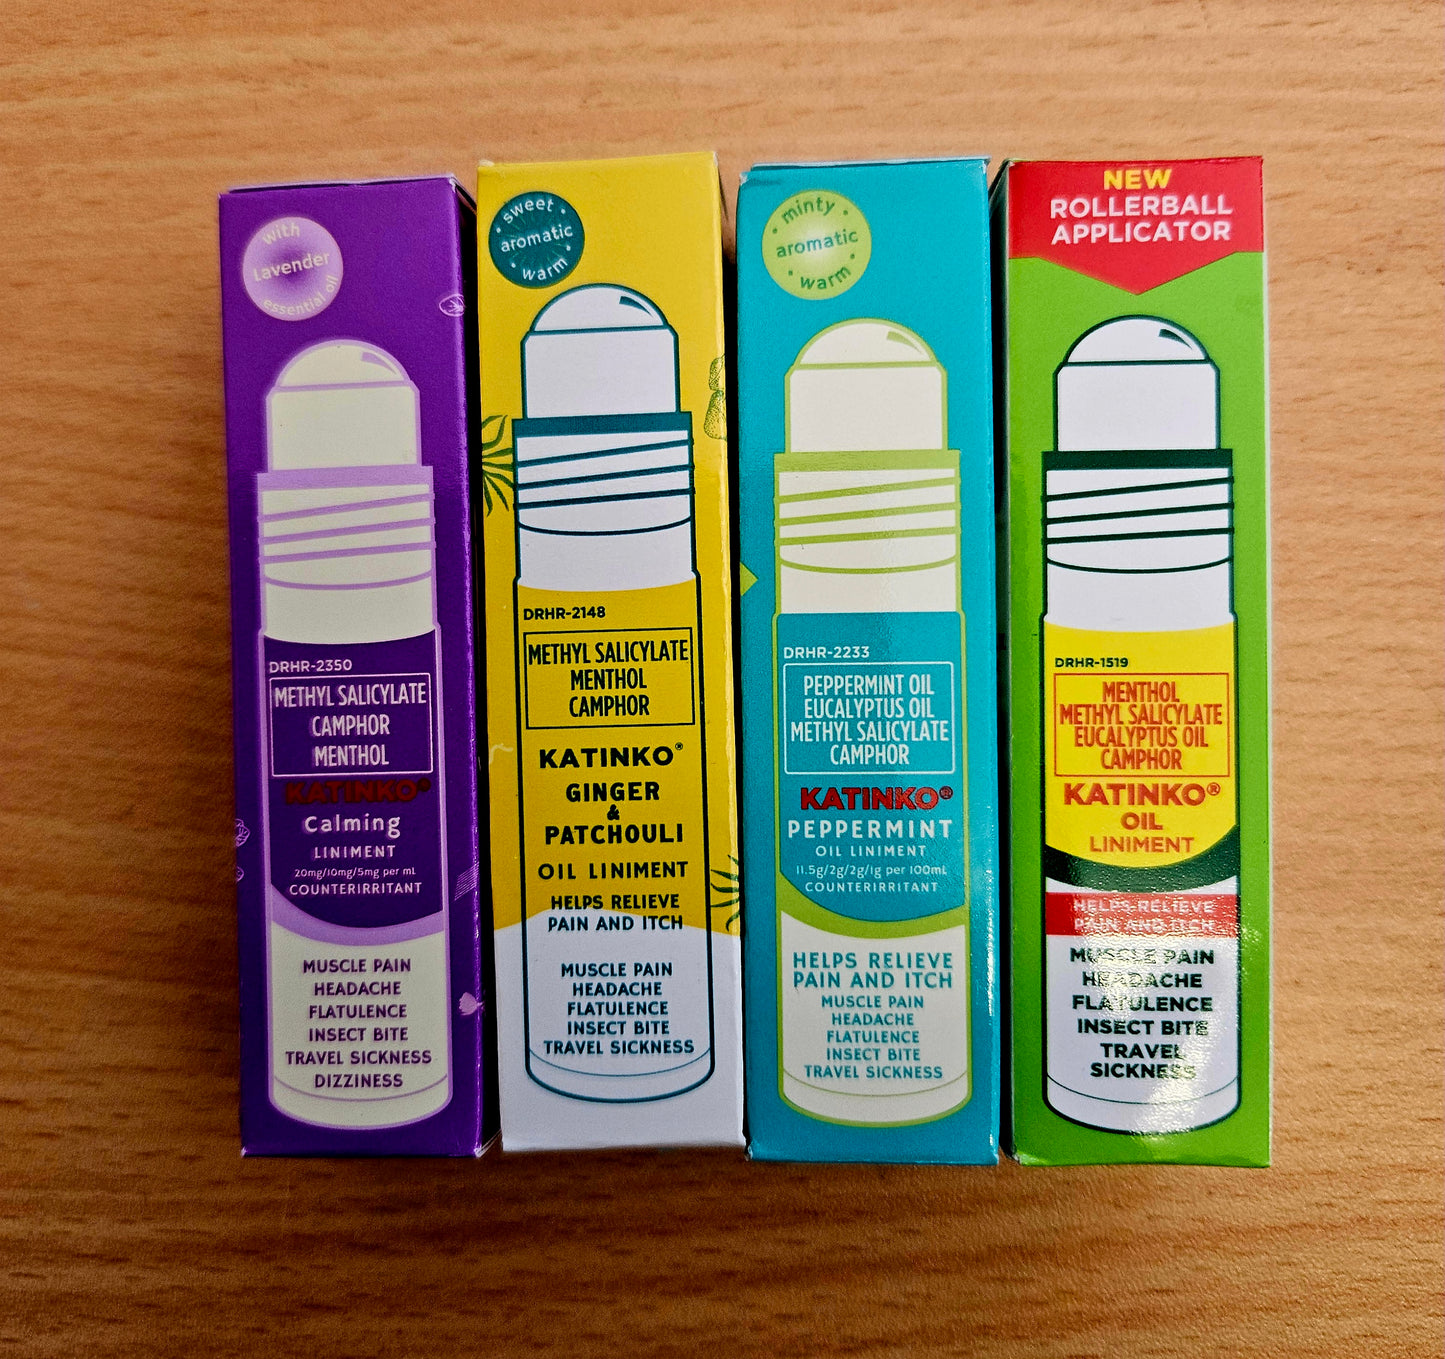 with
Lavender
essential oil
DRHR-2350
METHYL SALICYLATE
CAMPHOR
MENTHOL
KATINKO®
Calming
LINIMENT
20mg/10mg/5mg per mL
COUNTERIRRITANT
MUSCLE PAIN
HEADACHE
FLATULENCE
INSECT BITE
TRAVEL SICKNESS
DIZZINESS
sweet
aromatic
warm
DRHR-2148
METHYL SALICYLATE
MENTHOL
CAMPHOR
KATINKO®
GINGER
&
PATCHOULI
OIL LINIMENT
HELPS RELIEVE
PAIN AND ITCH
MUSCLE PAIN
HEADACHE
FLATULENCE
INSECT BITE
TRAVEL SICKNESS
minty
aromatic
warm
DRHR-2233
PEPPERMINT OIL
EUCALYPTUS OIL
METHYL SALICYLATE
CAMPHOR
KATINKO®
PEPPERMINT
OIL LINIMENT
11.5g/2g/2g/1g per 100mL
COUNTERIRRITANT
HELPS RELIEVE
PAIN AND ITCH
MUSCLE PAIN
HEADACHE
FLATULENCE
INSECT BITE
TRAVEL SICKNESS
NEW
ROLLERBALL
APPLICATOR
DRHR-1519
MENTHOL
METHYL SALICYLATE
EUCALYPTUS OIL
CAMPHOR
KATINKO®
OIL
LINIMENT
HELPS RELIEVE
PAIN AND ITCH
MUSCLE PAIN
HEADACHE
FLATULENCE
INSECT BITE
TRAVEL
SICKNESS